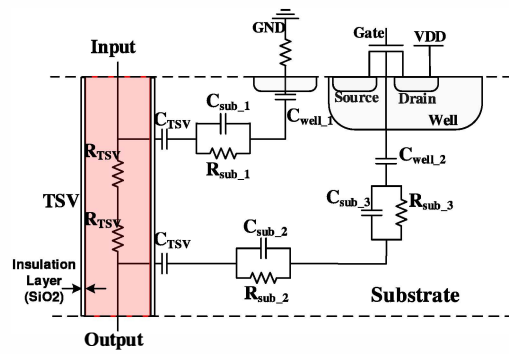 GND
Gate
VDD
Input
Source
Drain
Well
C_sub_1
C_TSV
C_well_1
R_TSV
R_sub_1
C_well_2
TSV
R_TSV
C_sub_3
R_sub_3
C_TSV
C_sub_2
Insulation
Layer
(SiO2)
R_sub_2
Substrate
Output